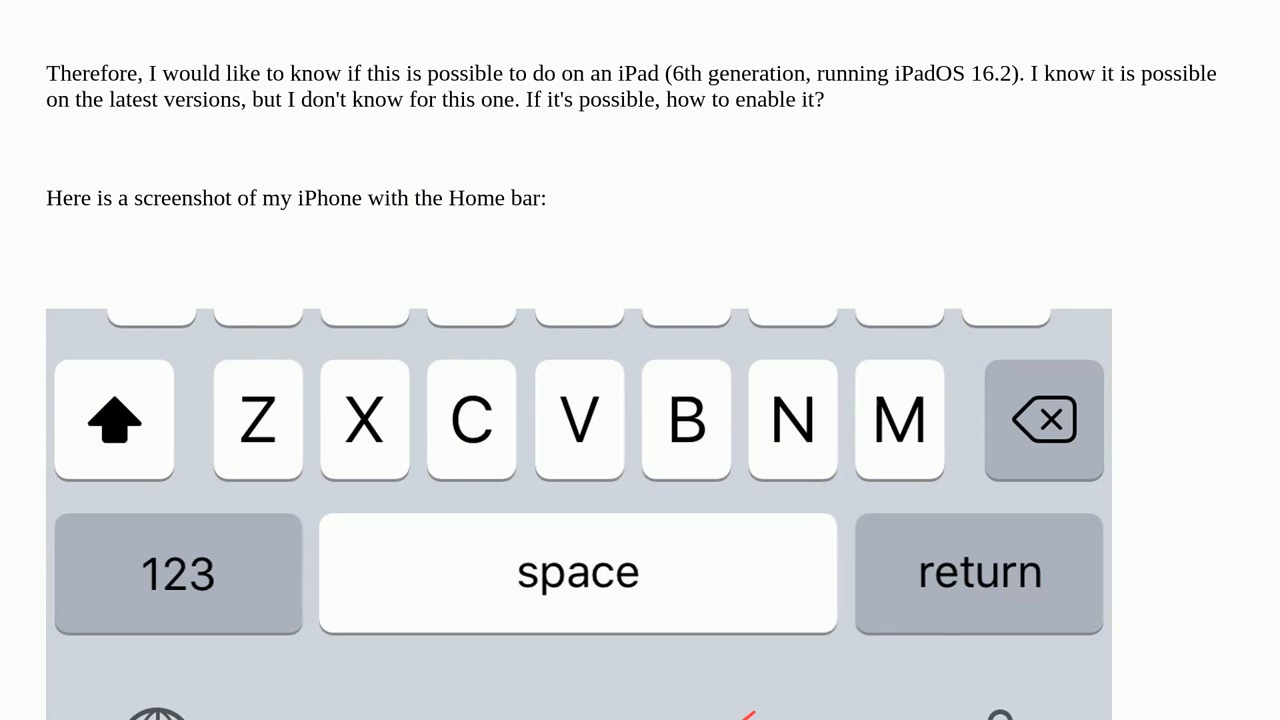 Therefore, I would like to know if this is possible to do on an iPad (6th generation, running iPadOS 16.2). I know it is possible
on the latest versions, but I don't know for this one. If it's possible, how to enable it?
Here is a screenshot of my iPhone with the Home bar:
Z X C V B N M
123 space return